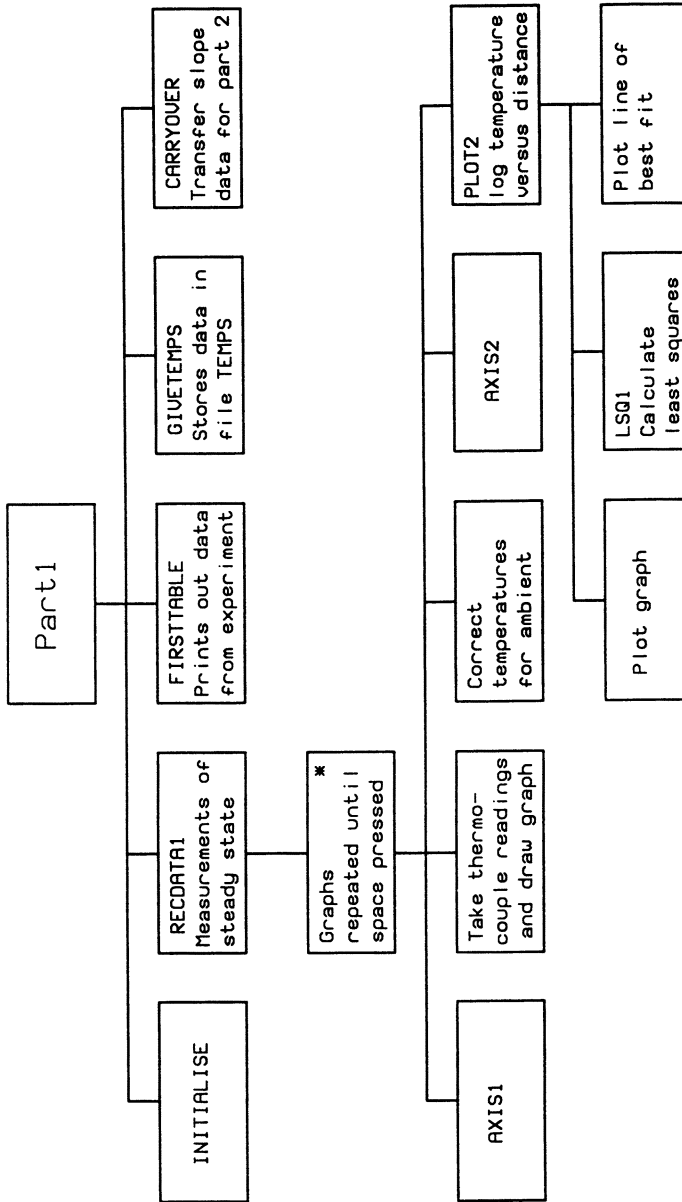 Part1
INITIALISE
RECDATA1
Measurements of
steady state
FIRSTTABLE
Prints out data
from experiment
GIVETEMPS
Stores data in
file TEMPS
CARRYOVER
Transfer slope
data for part 2
Graphs *
repeated until
space pressed
AXIS1
Take thermo-
couple readings
and draw graph
Correct
temperatures
for ambient
AXIS2
PLOT2
log temperature
versus distance
Plot graph
LSQ1
Calculate
least squares
Plot line of
best fit